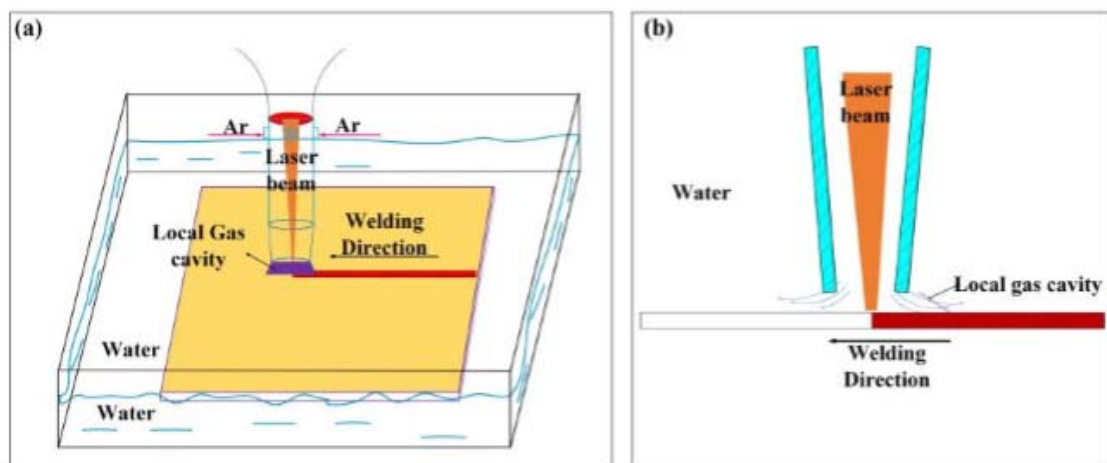 (a)
Ar
Ar
Laser
beam
Local Gas
cavity
Welding
Direction
Water
Water
(b)
Laser
beam
Water
Local gas cavity
Welding
Direction